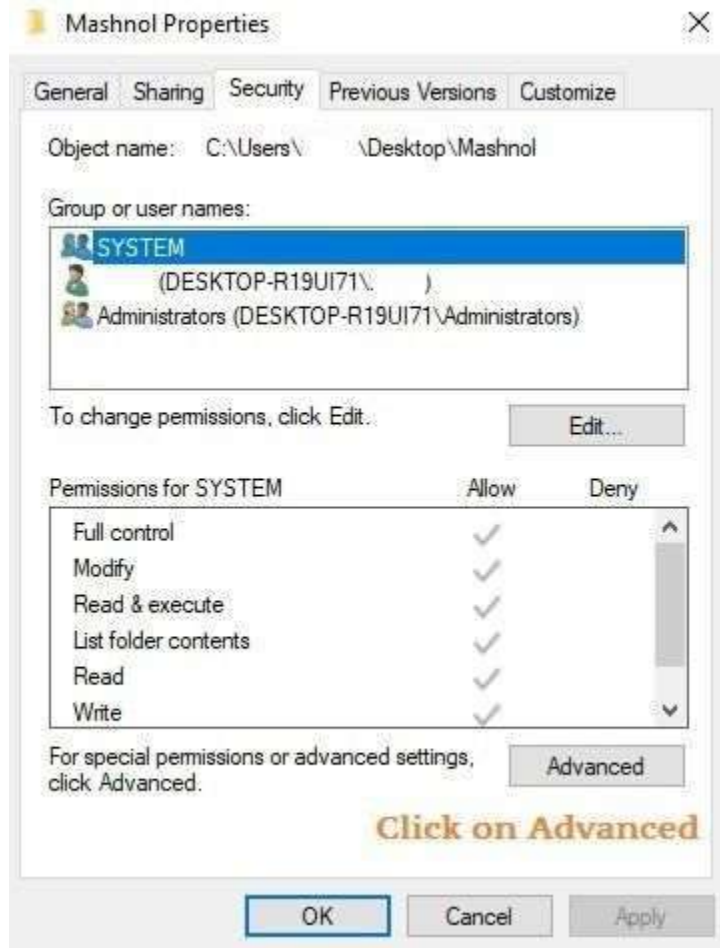 Mashnol Properties
General Sharing Security Previous Versions Customize
Object name: C:\Users\ \Desktop\Mashnol
Group or user names:
SYSTEM
(DESKTOP-R19UI71\ )
Administrators (DESKTOP-R19UI71\Administrators)
To change permissions, click Edit.
Edit...
Permissions for SYSTEM Allow Deny
Full control
Modify
Read & execute
List folder contents
Read
Write
For special permissions or advanced settings,
click Advanced.
Advanced
Click on Advanced
OK Cancel Apply